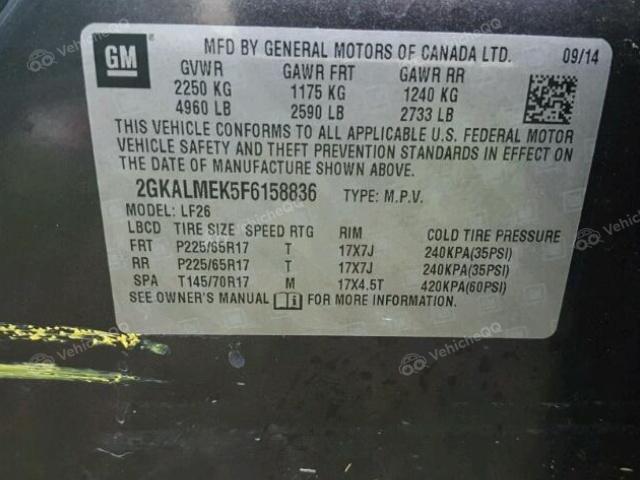 GM
MFD BY GENERAL MOTORS OF CANADA LTD. 09/14
GVWR GAWR FRT GAWR RR
2250 KG 1175 KG 1240 KG
4960 LB 2590 LB 2733 LB
THIS VEHICLE CONFORMS TO ALL APPLICABLE U.S. FEDERAL MOTOR
VEHICLE SAFETY AND THEFT PREVENTION STANDARDS IN EFFECT ON
THE DATE OF MANUFACTURE SHOWN ABOVE.
2GKALMEK5F6158836 TYPE: M.P.V.
MODEL: LF26
LBCD TIRE SIZE SPEED RTG RIM COLD TIRE PRESSURE
FRT P225/65R17 T 17X7J 240KPA(35PSI)
RR P225/65R17 T 17X7J 240KPA(35PSI)
SPA T145/70R17 M 17X4.5T 420KPA(60PSI)
SEE OWNER'S MANUAL FOR MORE INFORMATION.
VehicleQQ